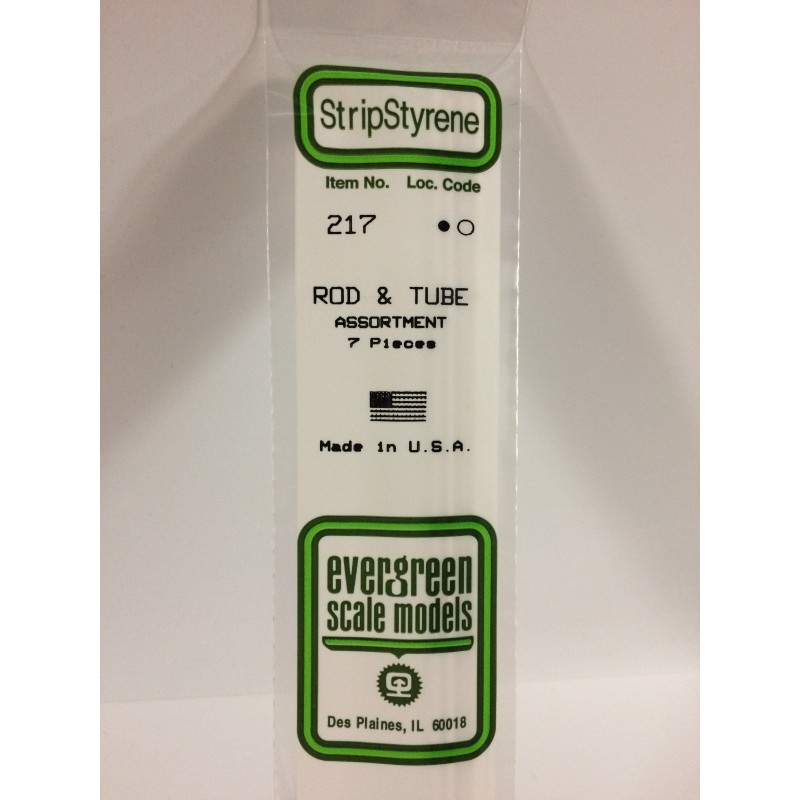 StripStyrene
Item No. Loc. Code
217 ●○
ROD & TUBE
ASSORTMENT
7 Pieces
Made in U.S.A.
evergreen
scale models
Des Plaines, IL 60018